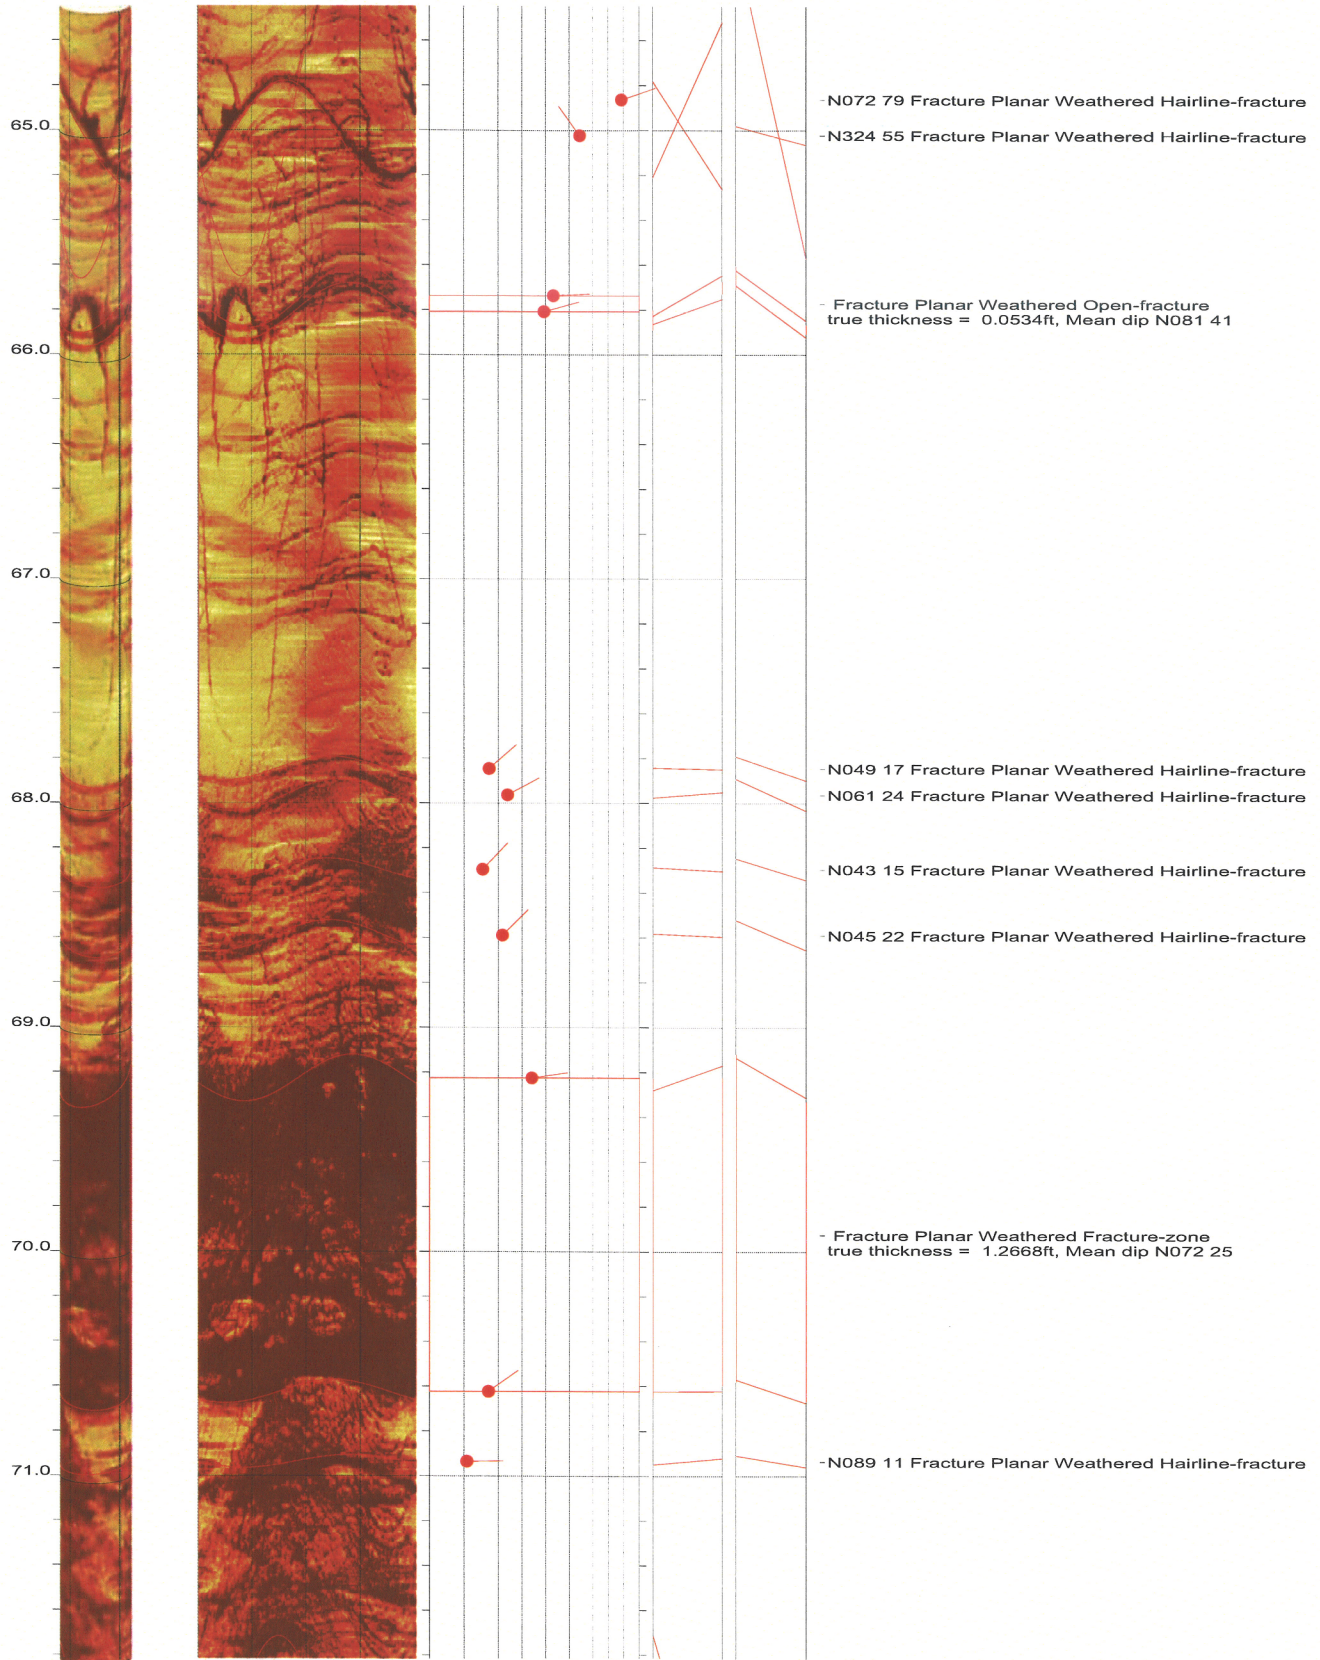 -N072 79 Fracture Planar Weathered Hairline-fracture
65.0
-N324 55 Fracture Planar Weathered Hairline-fracture
- Fracture Planar Weathered Open-fracture
true thickness = 0.0534ft, Mean dip N081 41
66.0
67.0
-N049 17 Fracture Planar Weathered Hairline-fracture
68.0
-N061 24 Fracture Planar Weathered Hairline-fracture
-N043 15 Fracture Planar Weathered Hairline-fracture
-N045 22 Fracture Planar Weathered Hairline-fracture
69.0
- Fracture Planar Weathered Fracture-zone
70.0
true thickness = 1.2668ft, Mean dip N072 25
-N089 11 Fracture Planar Weathered Hairline-fracture
71.0